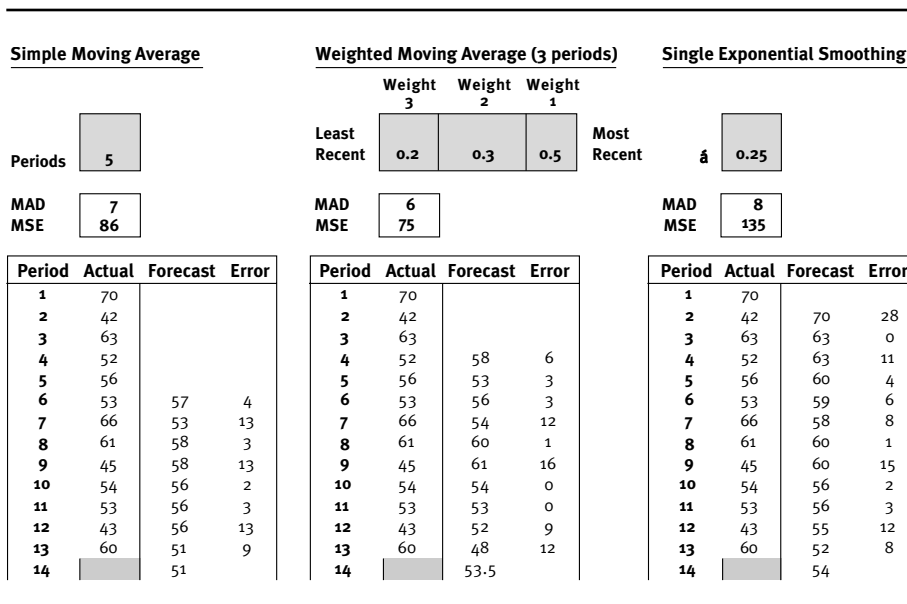 Simple Moving Average
Periods 5
MAD 7
MSE 86
Period Actual Forecast Error
1 70
2 42
3 63
4 52
5 56
6 53 57 4
7 66 53 13
8 61 58 3
9 45 58 13
10 54 56 2
11 53 56 3
12 43 56 13
13 60 51 9
14 51
Weighted Moving Average (3 periods)
Weight Weight Weight
3 2 1
Least Most
Recent 0.2 0.3 0.5 Recent
MAD 6
MSE 75
Period Actual Forecast Error
1 70
2 42
3 63
4 52 58 6
5 56 53 3
6 53 56 3
7 66 54 12
8 61 60 1
9 45 61 16
10 54 54 0
11 53 53 0
12 43 52 9
13 60 48 12
14 53.5
Single Exponential Smoothing
á 0.25
MAD 8
MSE 135
Period Actual Forecast Error
1 70
2 42 70 28
3 63 63 0
4 52 63 11
5 56 60 4
6 53 59 6
7 66 58 8
8 61 60 1
9 45 60 15
10 54 56 2
11 53 56 3
12 43 55 12
13 60 52 8
14 54